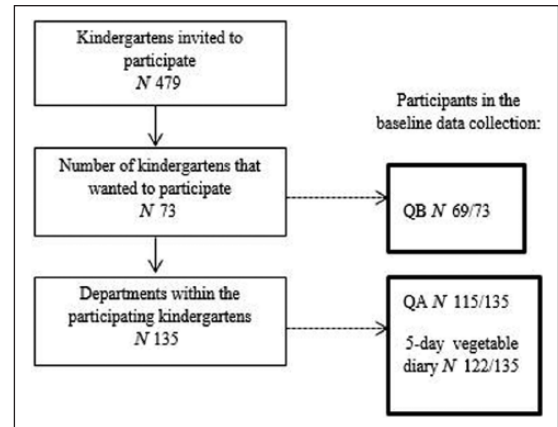 Kindergartens invited to
participate
N 479
Participants in the
baseline data collection:
Number of kindergartens that
wanted to participate
N 73
QB N 69/73
Departments within the
participating kindergartens
N 135
QA N 115/135
5-day vegetable
diary N 122/135